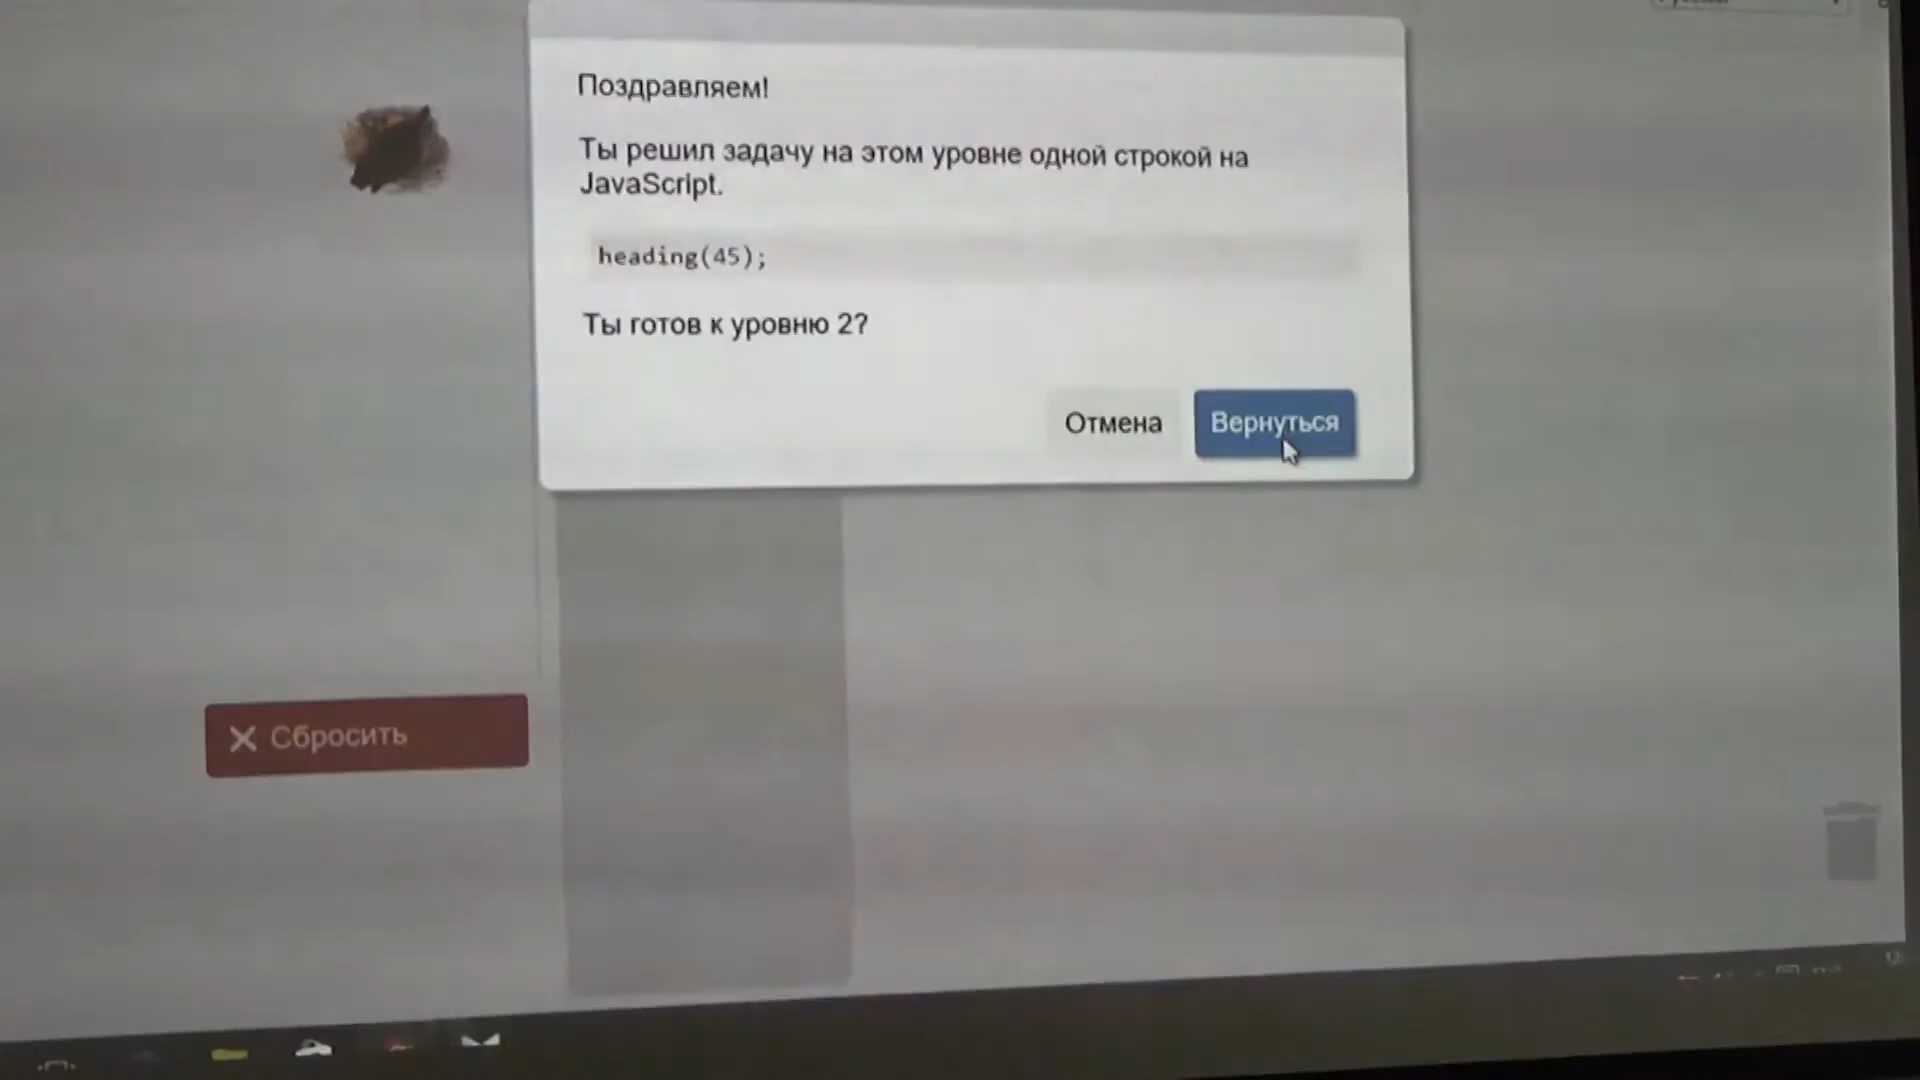 Поздравляем!
Ты решил задачу на этом уровне одной строкой на
JavaScript.
heading(45);
Ты готов к уровню 2?
Отмена
Вернуться
Сбросить